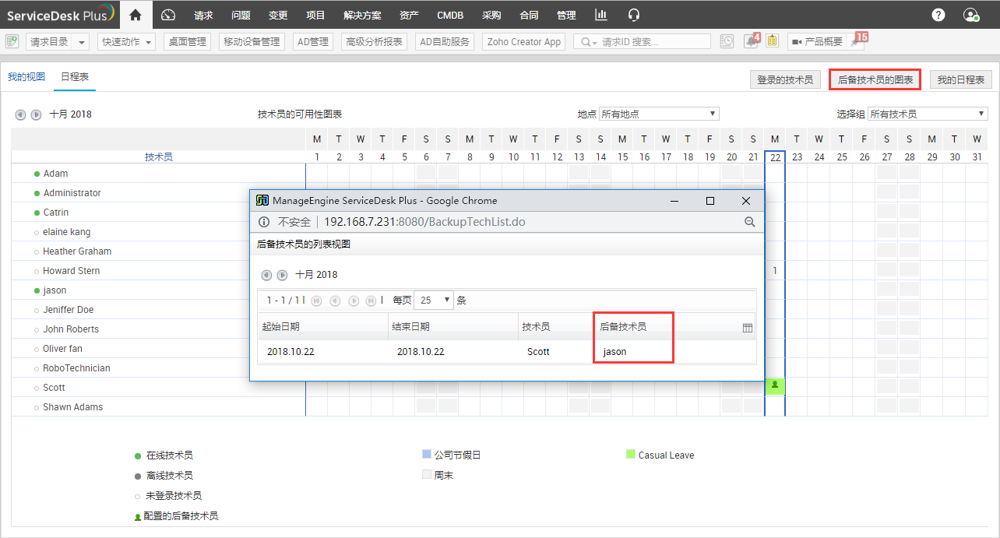 ServiceDesk Plus 请求 问题 变更 项目 解决方案 资产 CMDB 采购 合同 管理 ?
请求目录 快速动作 桌面管理 移动设备管理 AD管理 高级分析报表 AD自助服务 Zoho Creator App 请求ID 搜索... 4 产品概要 15
我的视图 日程表 登录的技术员 后备技术员的图表 我的日程表
十月 2018 技术员的可用性图表 地点 所有地点 选择组 所有技术员
M T W T F S S M T W T F S S M T W T F S S M T W T F S S M T W
技术员 1 2 3 4 5 6 7 8 9 10 11 12 13 14 15 16 17 18 19 20 21 22 23 24 25 26 27 28 29 30 31
Adam
Administrator
Catrin
elaine kang
Heather Graham
Howard Stern 1
jason
Jeniffer Doe
John Roberts
Oliver fan
RoboTechnician
Scott
Shawn Adams
ManageEngine ServiceDesk Plus - Google Chrome
不安全 192.168.7.231:8080/BackupTechList.do
后备技术员的列表视图
十月 2018
1 - 1 / 1 每页 25 条
起始日期 结束日期 技术员 后备技术员
2018.10.22 2018.10.22 Scott jason
在线技术员 公司节假日 Casual Leave
离线技术员 周末
未登录技术员
配置的后备技术员